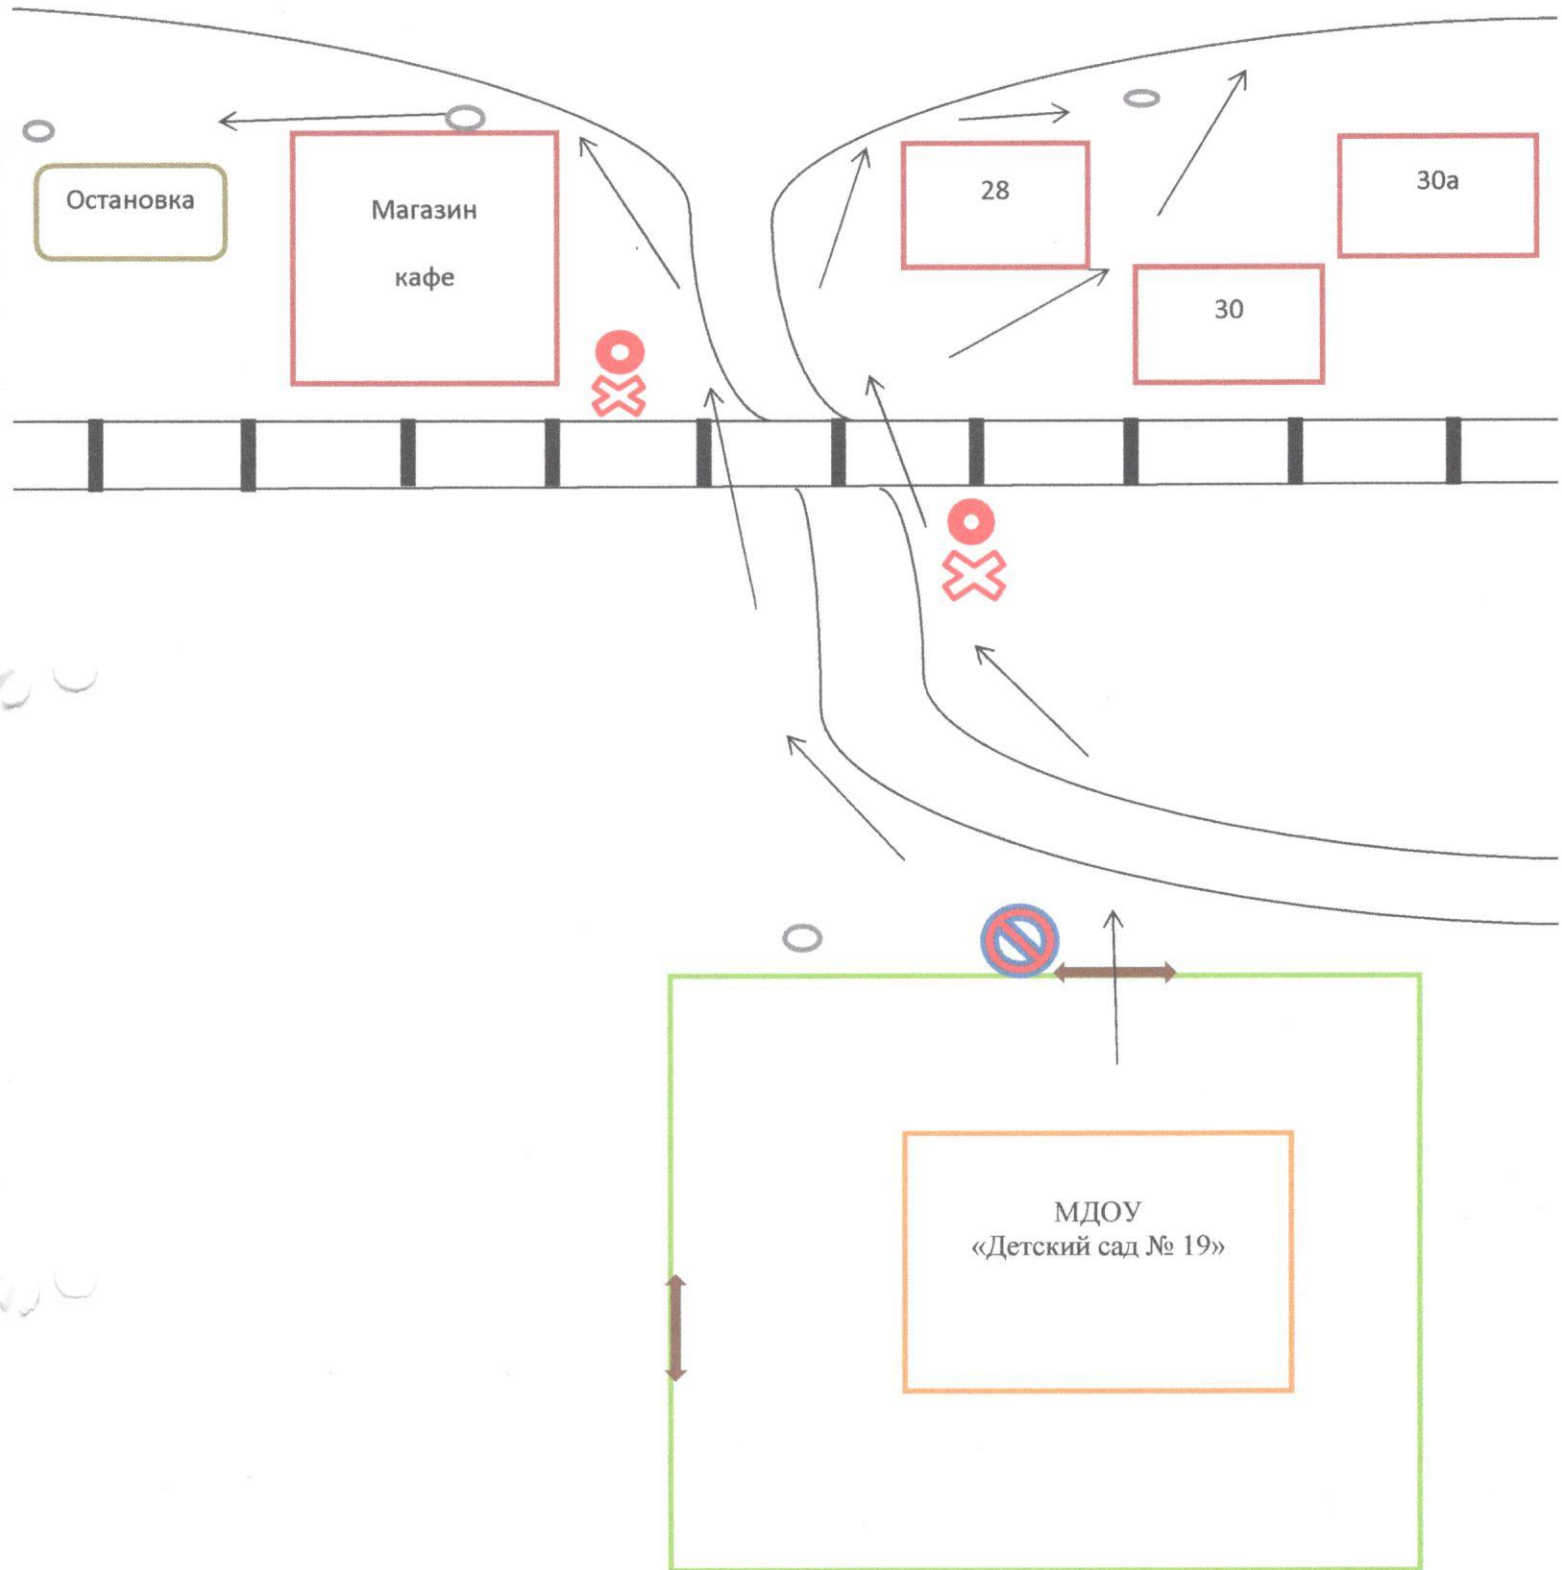 Остановка
Магазин
кафе
28
30а
30
МДОУ
«Детский сад № 19»